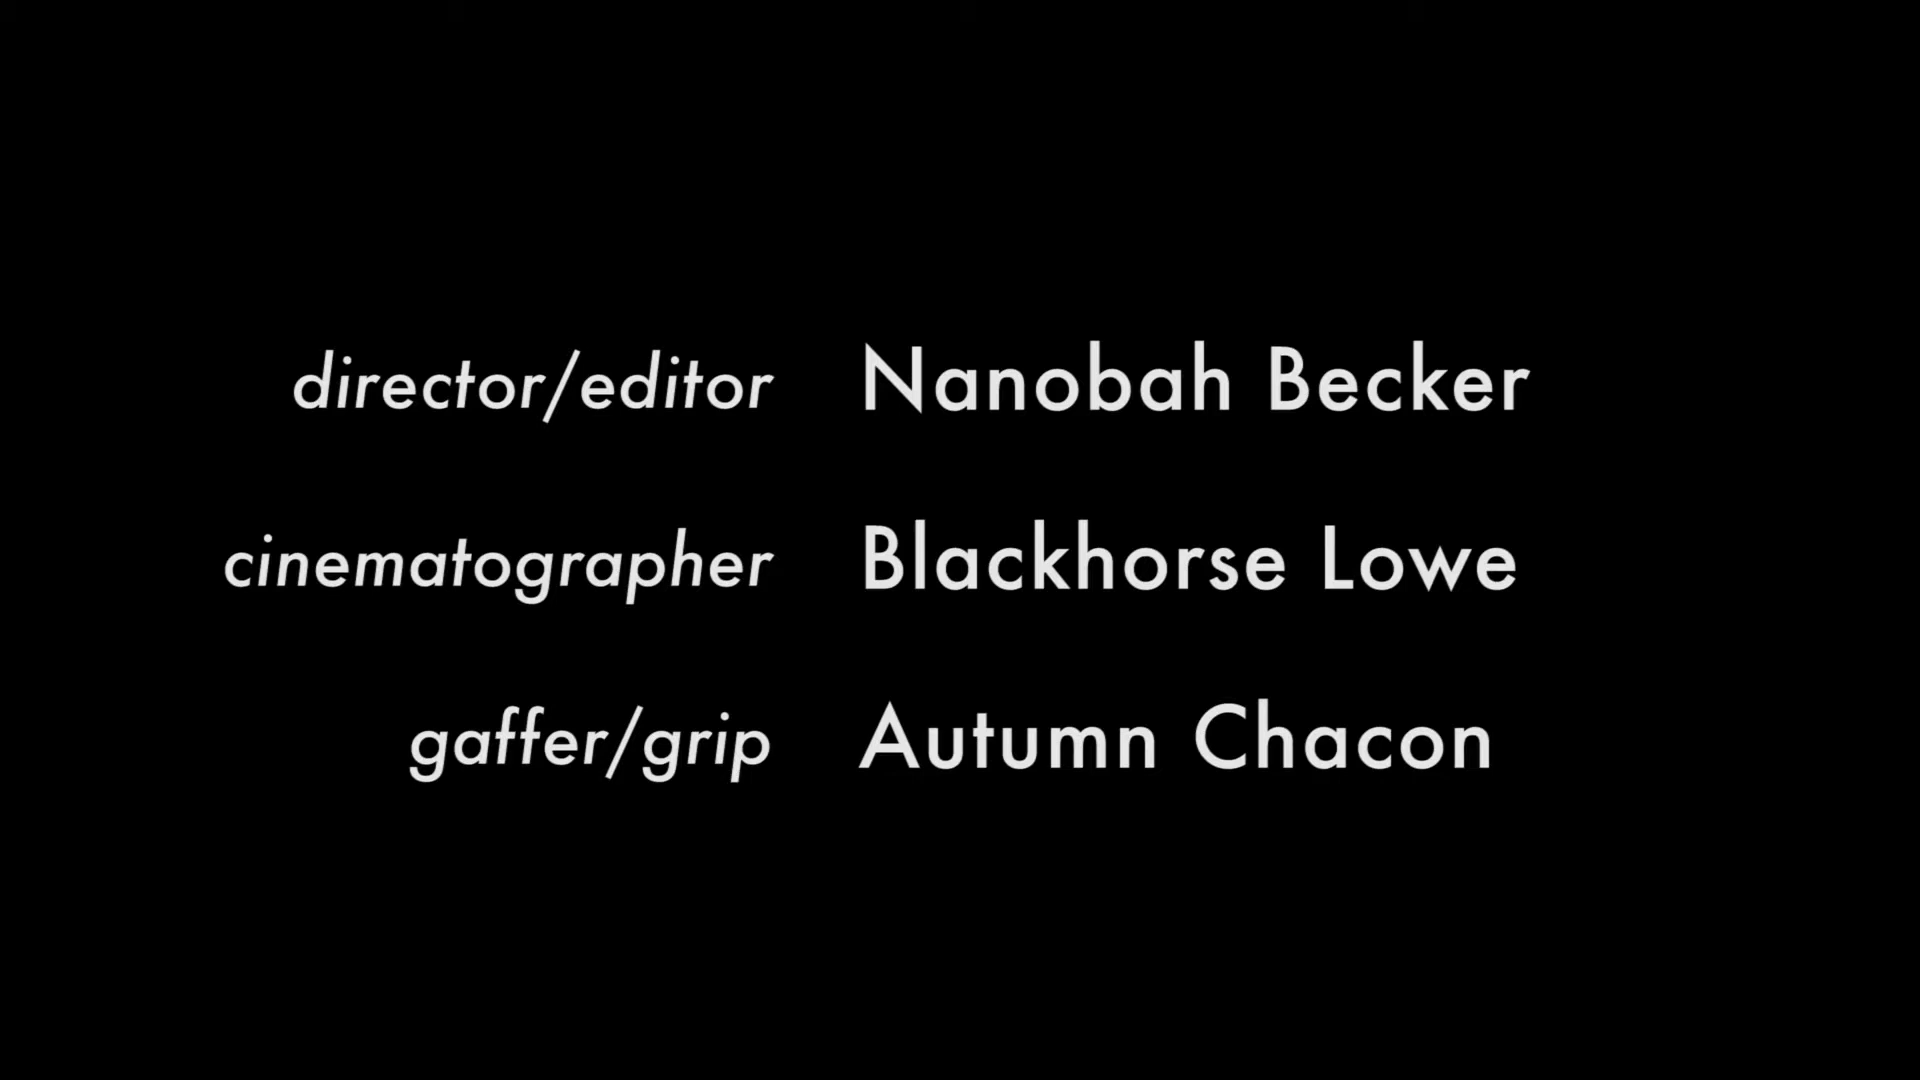 director/editor Nanobah Becker
cinematographer Blackhorse Lowe
gaffer/grip Autumn Chacon